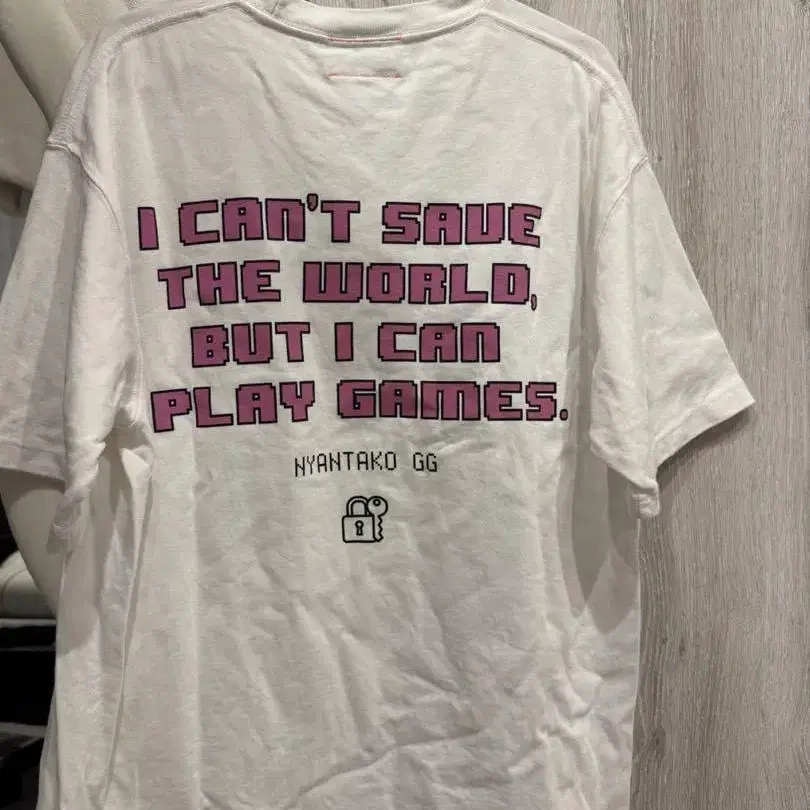 I CAN'T SAVE
THE WORLD,
BUT I CAN
PLAY GAMES.
NYANTAKO GG